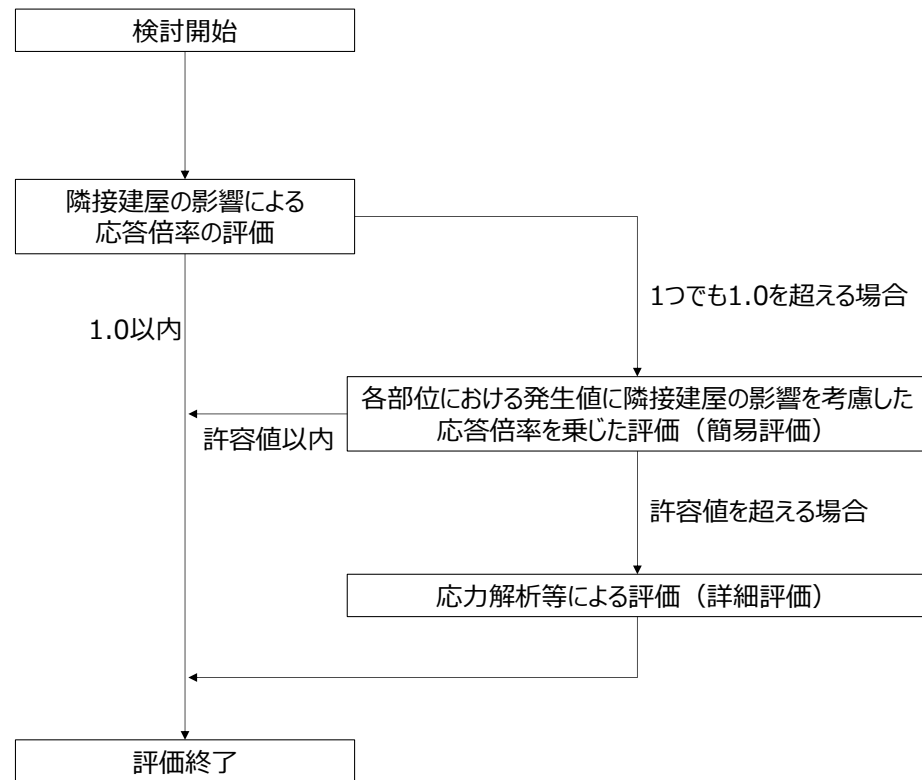 検討開始
隣接建屋の影響による
応答倍率の評価
1つでも1.0を超える場合
1.0以内
各部位における発生値に隣接建屋の影響を考慮した
応答倍率を乗じた評価（簡易評価）
許容値以内
許容値を超える場合
応力解析等による評価（詳細評価）
評価終了